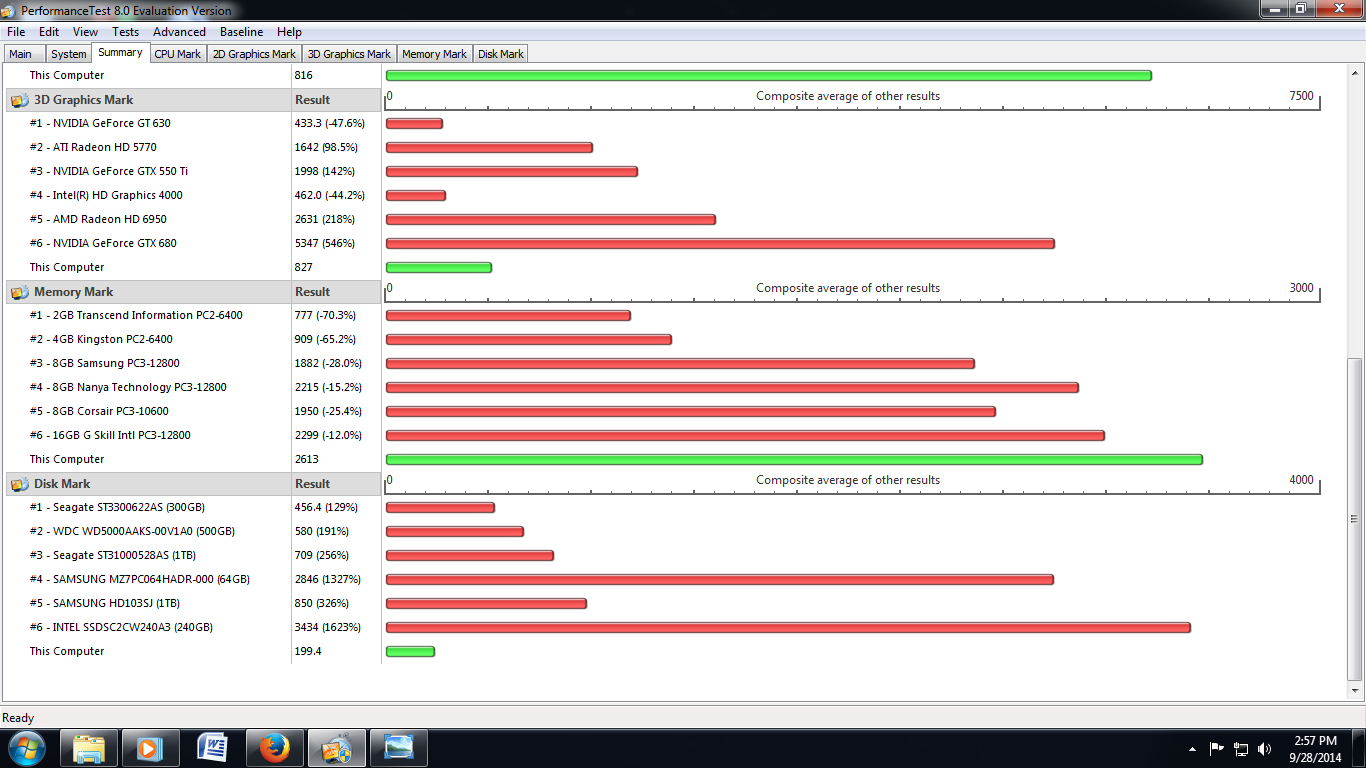 PerformanceTest 8.0 Evaluation Version
File Edit View Tests Advanced Baseline Help
Main System Summary CPU Mark 2D Graphics Mark 3D Graphics Mark Memory Mark Disk Mark
This Computer 816
3D Graphics Mark Result 0 Composite average of other results 7500
#1 - NVIDIA GeForce GT 630 433.3 (-47.6%)
#2 - ATI Radeon HD 5770 1642 (98.5%)
#3 - NVIDIA GeForce GTX 550 Ti 1998 (142%)
#4 - Intel(R) HD Graphics 4000 462.0 (-44.2%)
#5 - AMD Radeon HD 6950 2631 (218%)
#6 - NVIDIA GeForce GTX 680 5347 (546%)
This Computer 827
Memory Mark Result 0 Composite average of other results 3000
#1 - 2GB Transcend Information PC2-6400 777 (-70.3%)
#2 - 4GB Kingston PC2-6400 909 (-65.2%)
#3 - 8GB Samsung PC3-12800 1882 (-28.0%)
#4 - 8GB Nanya Technology PC3-12800 2215 (-15.2%)
#5 - 8GB Corsair PC3-10600 1950 (-25.4%)
#6 - 16GB G Skill Intl PC3-12800 2299 (-12.0%)
This Computer 2613
Disk Mark Result 0 Composite average of other results 4000
#1 - Seagate ST3300622AS (300GB) 456.4 (129%)
#2 - WDC WD5000AAKS-00V1A0 (500GB) 580 (191%)
#3 - Seagate ST31000528AS (1TB) 709 (256%)
#4 - SAMSUNG MZ7PC064HADR-000 (64GB) 2846 (1327%)
#5 - SAMSUNG HD103SJ (1TB) 850 (326%)
#6 - INTEL SSDSC2CW240A3 (240GB) 3434 (1623%)
This Computer 199.4
Ready
2:57 PM
9/28/2014